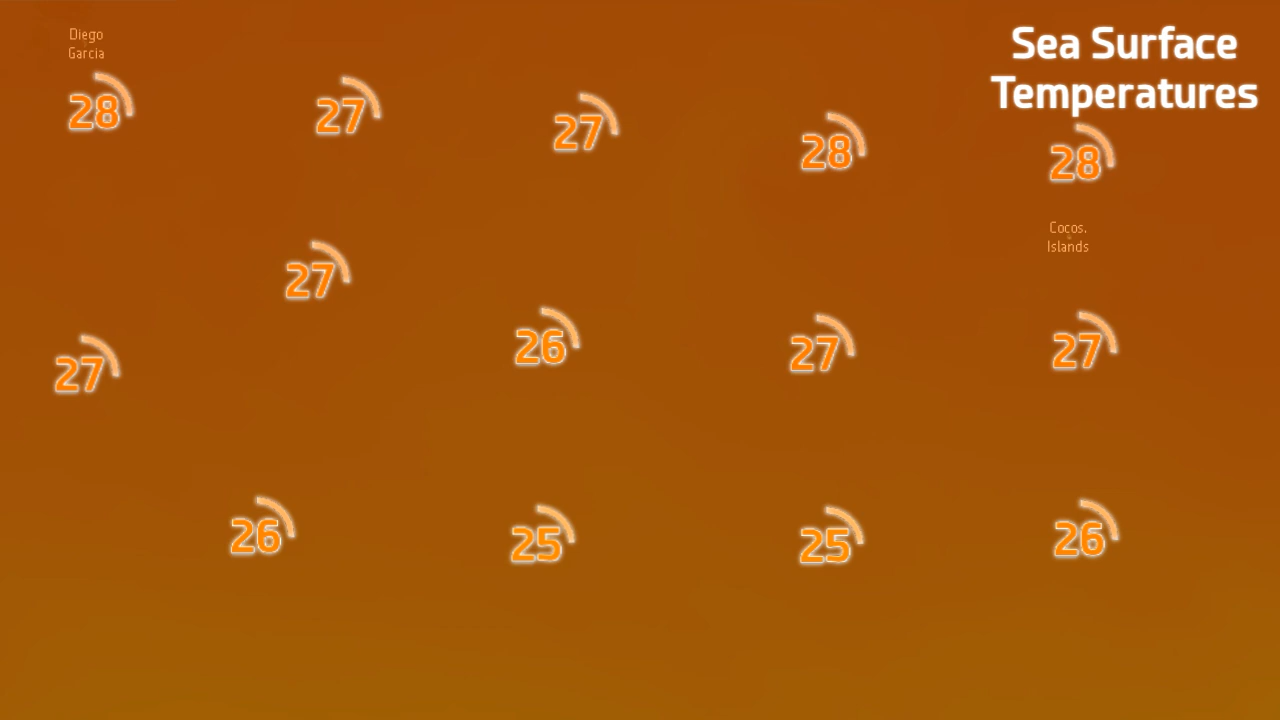 Diego
Garcia
Sea Surface
Temperatures
28
27
27
28
28
Cocos.
Islands
27
27
26
27
27
26
25
25
26